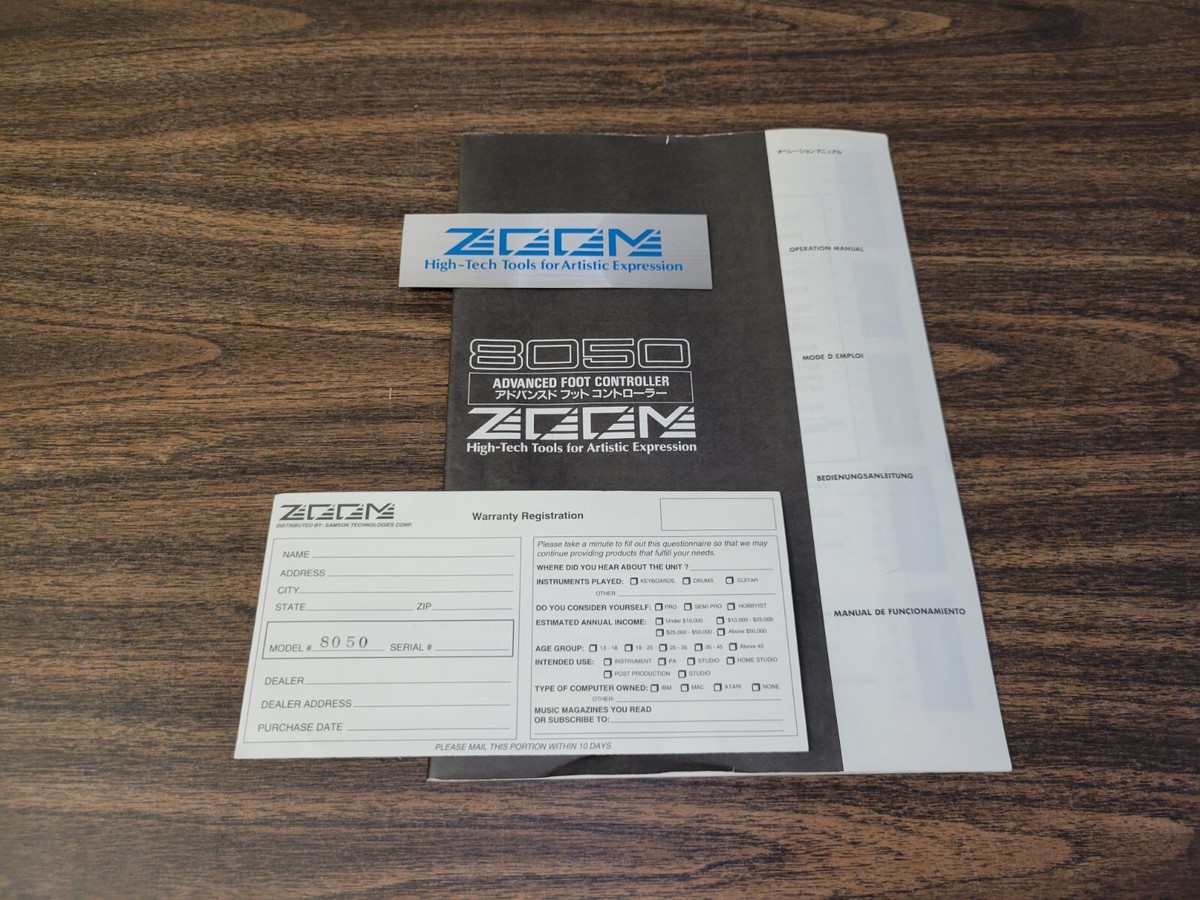 オペレーションマニュアル
OPERATION MANUAL
MODE D EMPLOI
BEDIENUNGSANLEITUNG
MANUAL DE FUNCIONAMIENTO
ZOOM
High-Tech Tools for Artistic Expression
8050
ADVANCED FOOT CONTROLLER
アドバンスド フット コントローラー
ZOOM
High-Tech Tools for Artistic Expression
ZOOM
DISTRIBUTED BY: SAMSON TECHNOLOGIES CORP.
Warranty Registration
NAME
ADDRESS
CITY
STATE ZIP
MODEL # 8050 SERIAL #
DEALER
DEALER ADDRESS
PURCHASE DATE
Please take a minute to fill out this questionnaire so that we may
continue providing products that fulfill your needs.
WHERE DID YOU HEAR ABOUT THE UNIT ?
INSTRUMENTS PLAYED: KEYBOARDS DRUMS GUITAR
OTHER:
DO YOU CONSIDER YOURSELF: PRO SEMI PRO HOBBYIST
ESTIMATED ANNUAL INCOME: Under $10,000 $10,000 - $25,000
$25,000 - $50,000 Above $50,000
AGE GROUP: 13 - 18 18 - 25 25 - 35 35 - 45 Above 45
INTENDED USE: INSTRUMENT PA STUDIO HOME STUDIO
POST PRODUCTION STUDIO
TYPE OF COMPUTER OWNED: IBM MAC ATARI NONE
OTHER:
MUSIC MAGAZINES YOU READ
OR SUBSCRIBE TO:
PLEASE MAIL THIS PORTION WITHIN 10 DAYS